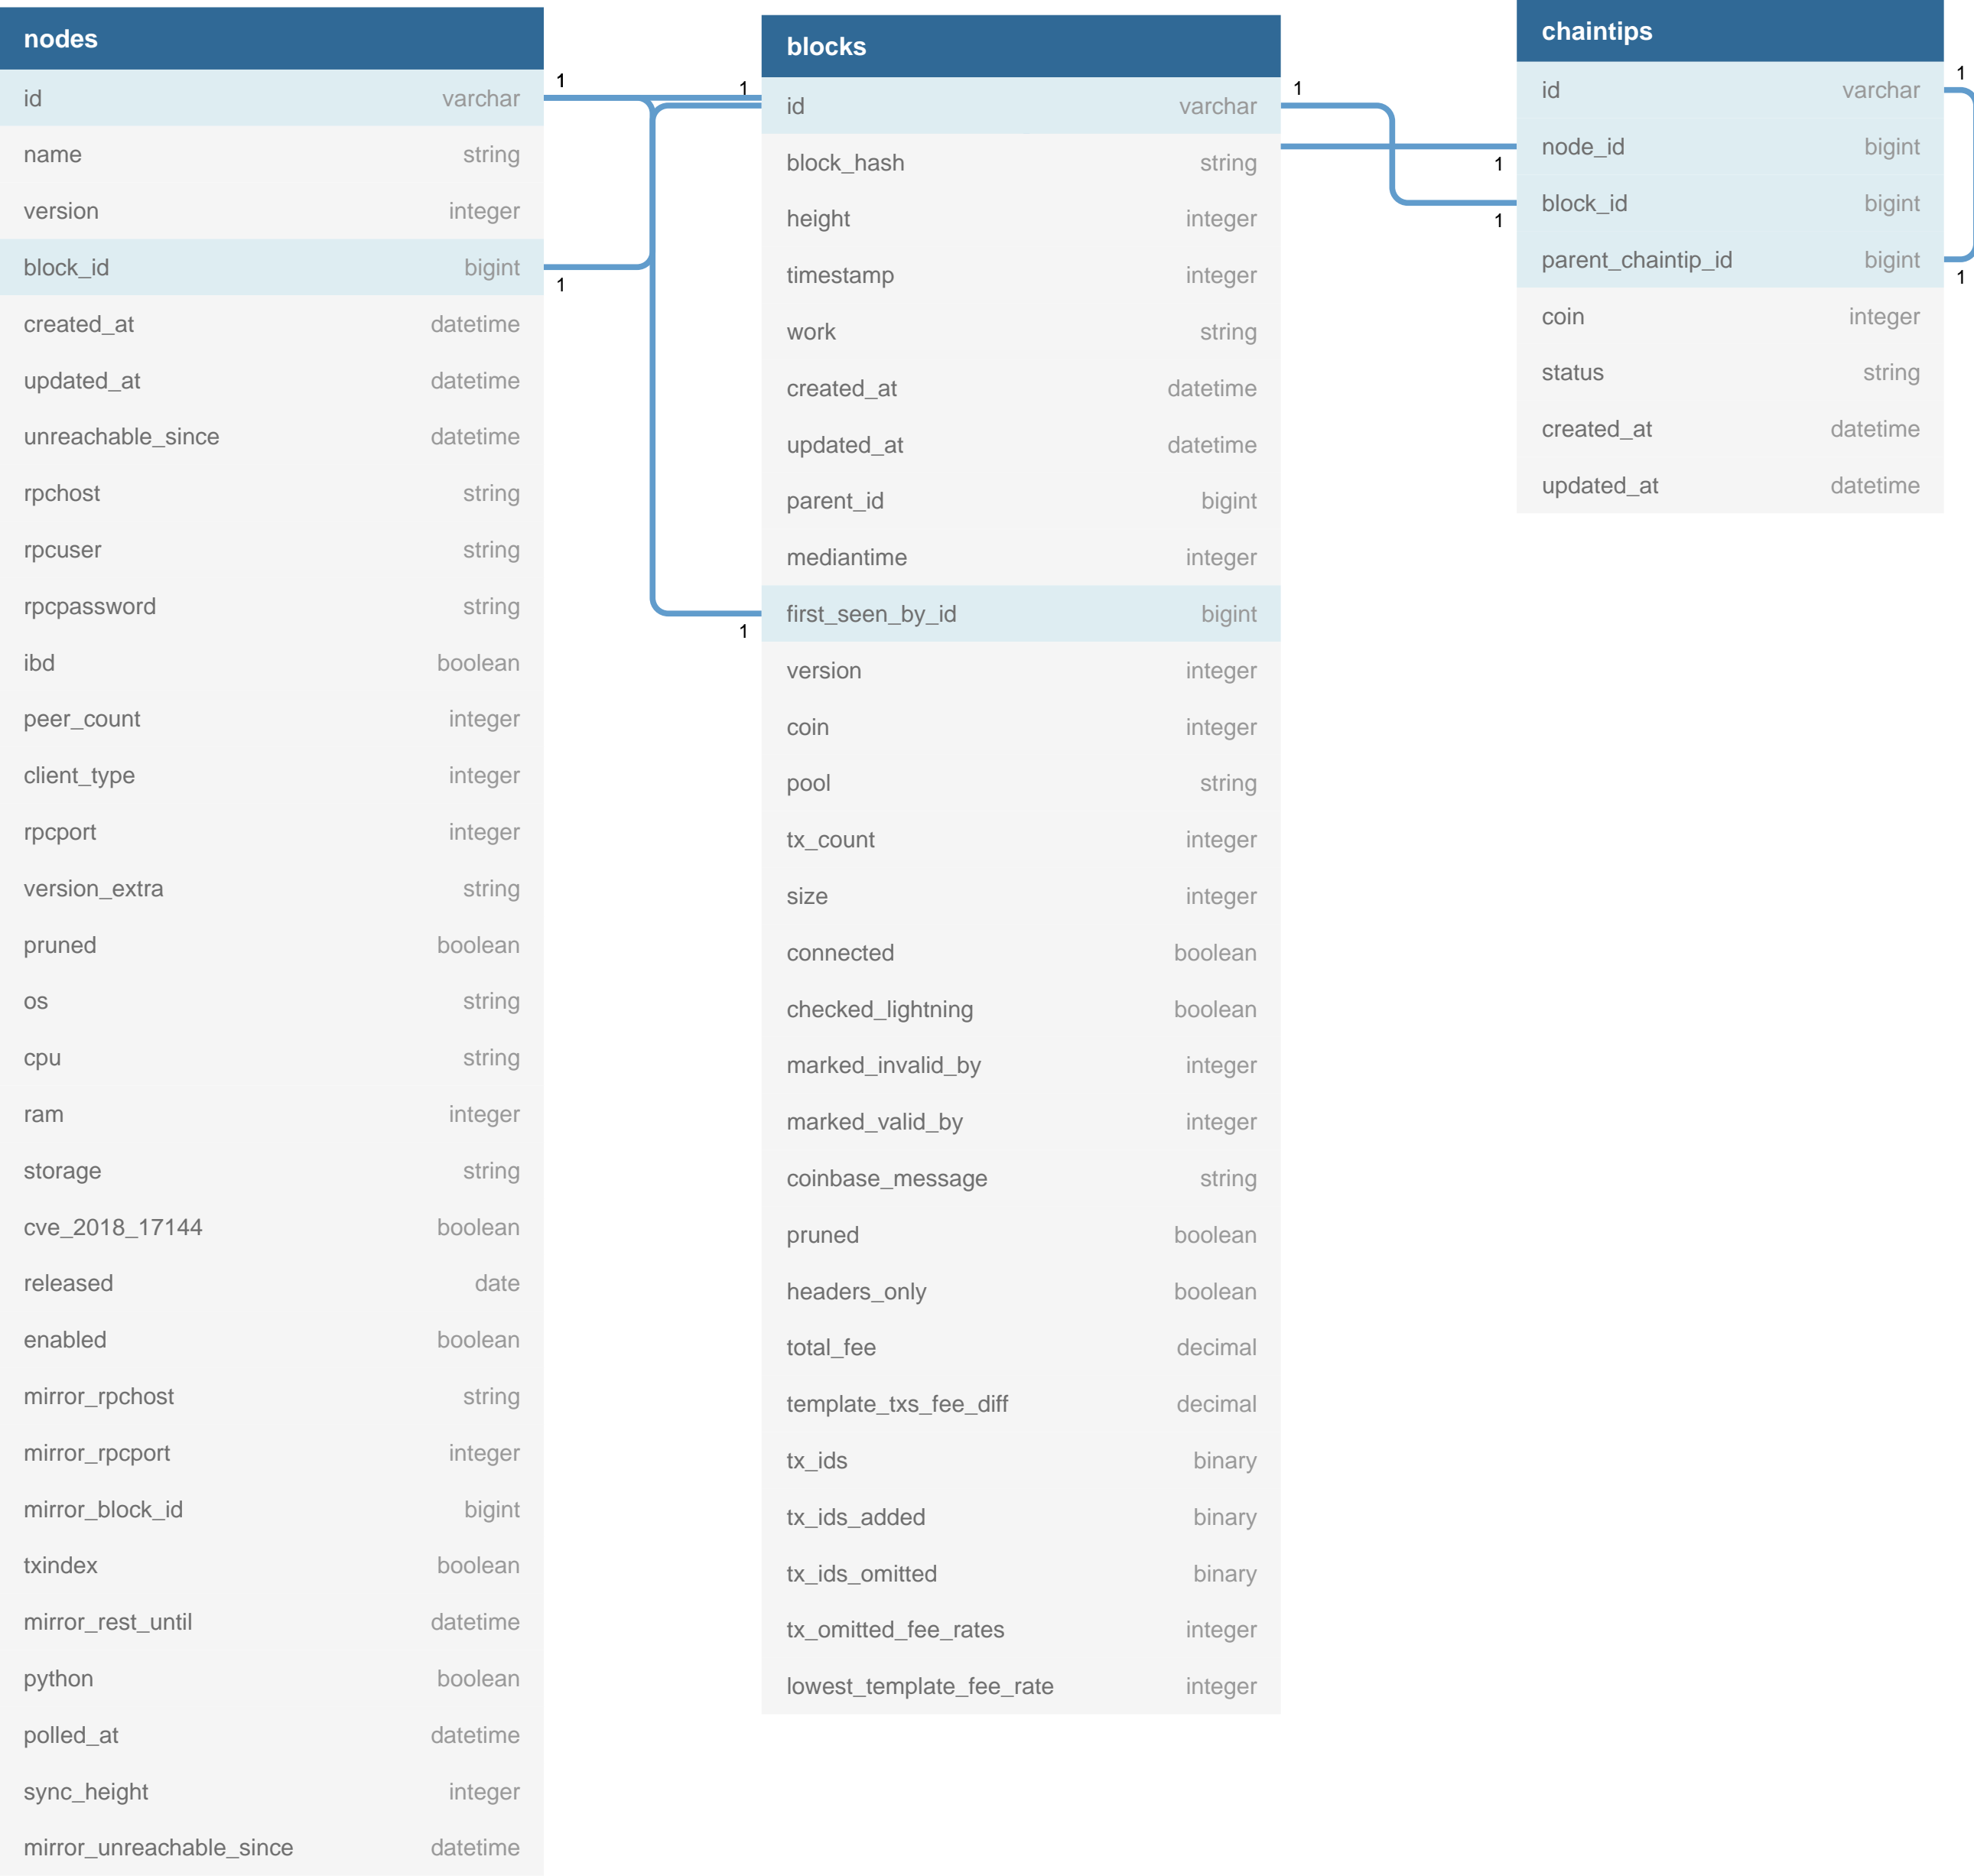 nodes
id varchar
name string
version integer
block_id bigint
created_at datetime
updated_at datetime
unreachable_since datetime
rpchost string
rpcuser string
rpcpassword string
ibd boolean
peer_count integer
client_type integer
rpcport integer
version_extra string
pruned boolean
os string
cpu string
ram integer
storage string
cve_2018_17144 boolean
released date
enabled boolean
mirror_rpchost string
mirror_rpcport integer
mirror_block_id bigint
txindex boolean
mirror_rest_until datetime
python boolean
polled_at datetime
sync_height integer
mirror_unreachable_since datetime
1
1
1
1
blocks
id varchar
block_hash string
height integer
timestamp integer
work string
created_at datetime
updated_at datetime
parent_id bigint
mediantime integer
first_seen_by_id bigint
version integer
coin integer
pool string
tx_count integer
size integer
connected boolean
checked_lightning boolean
marked_invalid_by integer
marked_valid_by integer
coinbase_message string
pruned boolean
headers_only boolean
total_fee decimal
template_txs_fee_diff decimal
tx_ids binary
tx_ids_added binary
tx_ids_omitted binary
tx_omitted_fee_rates integer
lowest_template_fee_rate integer
1
1
1
chaintips
id varchar
node_id bigint
block_id bigint
parent_chaintip_id bigint
coin integer
status string
created_at datetime
updated_at datetime
1
1